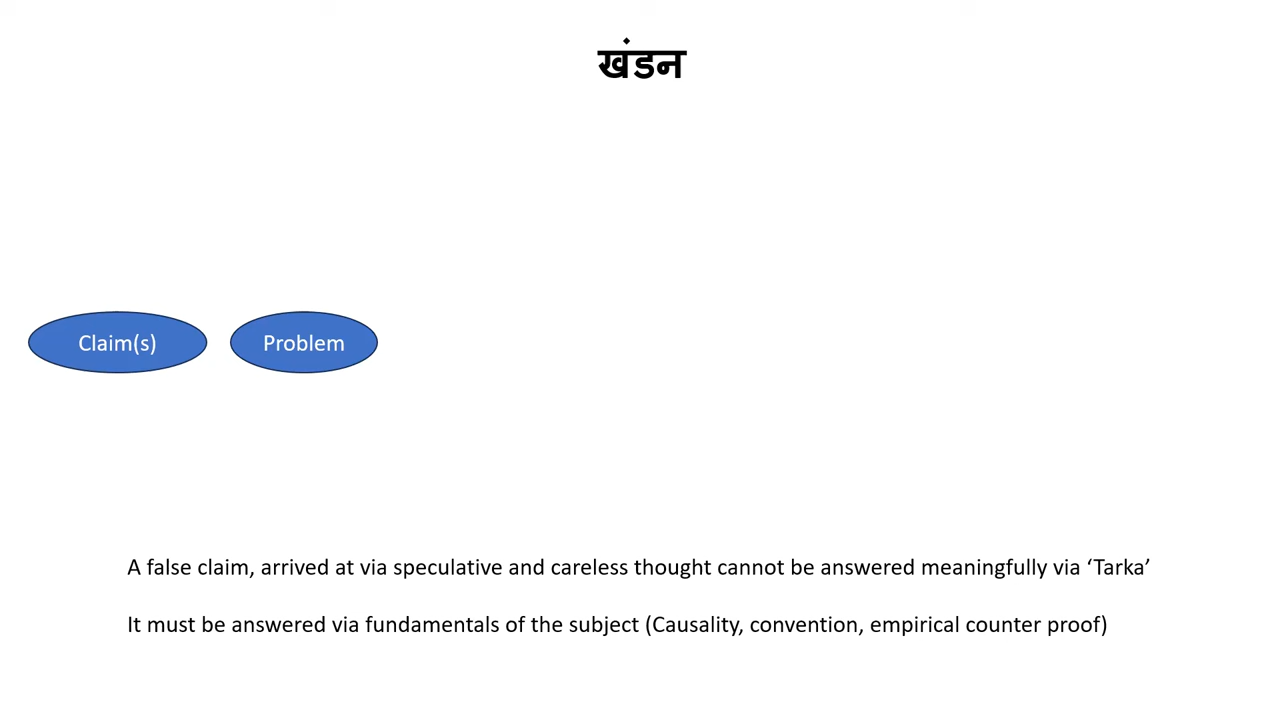 खंडन
Claim(s)
Problem
A false claim, arrived at via speculative and careless thought cannot be answered meaningfully via ‘Tarka’
It must be answered via fundamentals of the subject (Causality, convention, empirical counter proof)